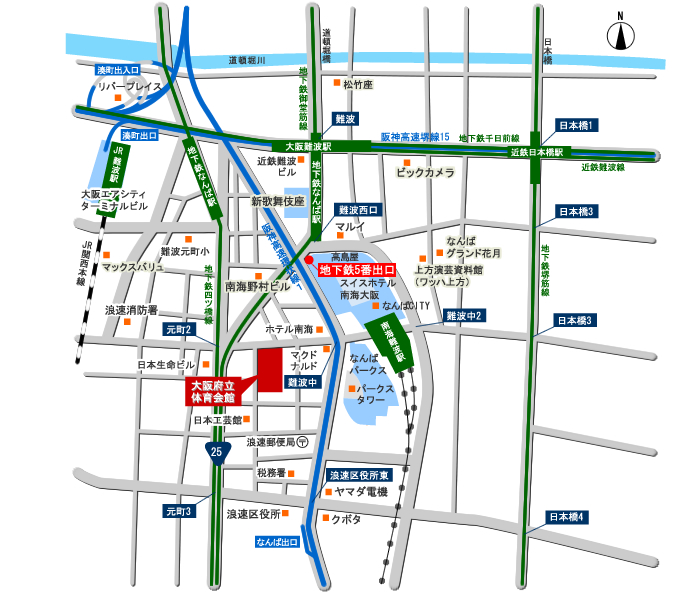 N
道頓堀川
道頓堀橋
日本橋
湊町出入口
リバープレイス
松竹座
地下鉄御堂筋線
難波
日本橋1
阪神高速堺線15
地下鉄千日前線
湊町出口
大阪難波駅
近鉄日本橋駅
近鉄難波線
JR難波駅
地下鉄なんば駅
近鉄難波
ビル
地下鉄なんば駅
ビックカメラ
大阪エアシティ
ターミナルビル
新歌舞伎座
難波西口
日本橋3
マルイ
JR関西本線
難波元町小
高島屋
なんば
グランド花月
マックスバリュ
地下鉄5番出口
上方演芸資料館
(ワッハ上方)
地下鉄堺筋線
地下鉄四ツ橋線
南海野村ビル
スイスホテル
南海大阪
なんばCITY
浪速消防署
元町2
ホテル南海
南海難波駅
難波中2
日本橋3
日本生命ビル
マクド
ナルド
なんば
パークス
大阪府立
体育会館
難波中
パークス
タワー
日本工芸館
25
浪速郵便局
税務署
浪速区役所東
ヤマダ電機
元町3
浪速区役所
クボタ
日本橋4
なんば出口